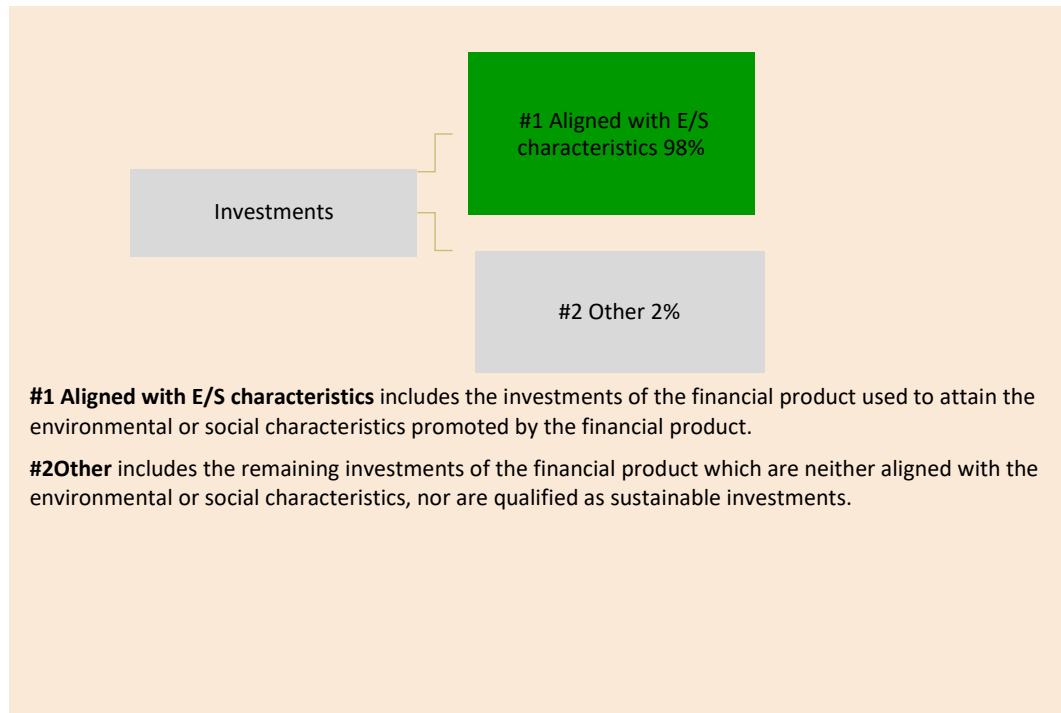 #1 Aligned with E/S
characteristics 98%
Investments
#2 Other 2%
#1 Aligned with E/S characteristics includes the investments of the financial product used to attain the
environmental or social characteristics promoted by the financial product.
#2Other includes the remaining investments of the financial product which are neither aligned with the
environmental or social characteristics, nor are qualified as sustainable investments.